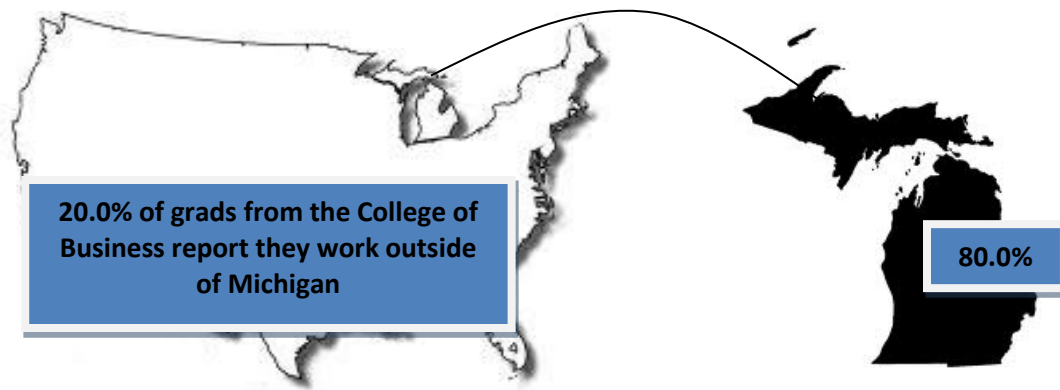 20.0% of grads from the College of
Business report they work outside
of Michigan
80.0%